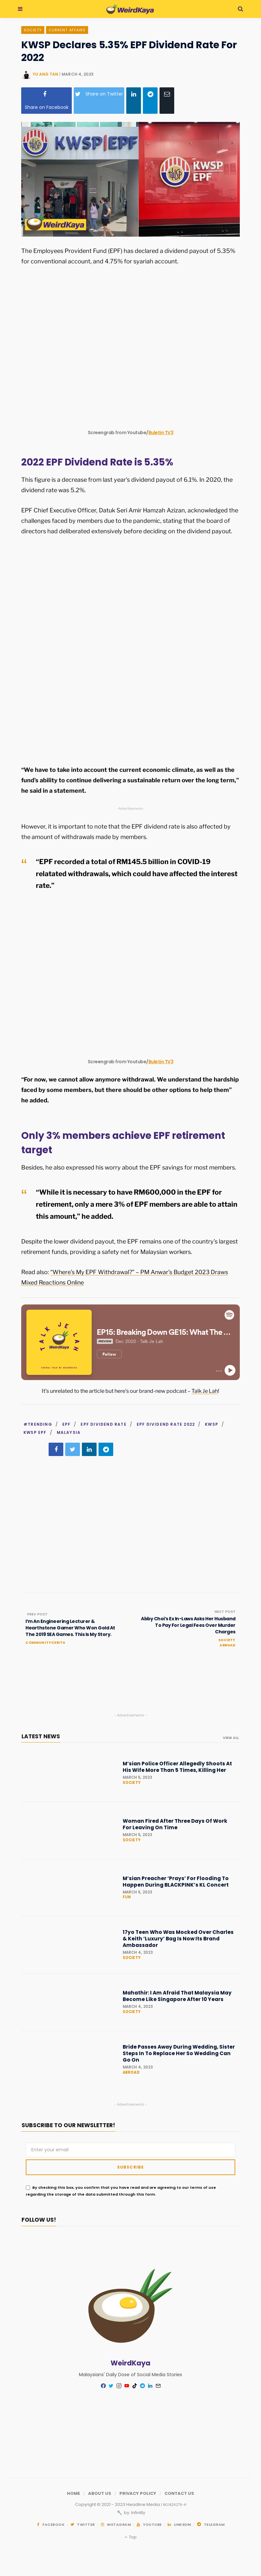 WeirdKaya
SOCIETY
CURRENT AFFAIRS
KWSP Declares 5.35% EPF Dividend Rate For
2022
FU ANG TAN | MARCH 4, 2023
Share on Facebook
Share on Twitter
KWSP EPF
KWSP
EPF
WeirdKaya
The Employees Provident Fund (EPF) has declared a dividend payout of 5.35%
for conventional account, and 4.75% for syariah account.
Screengrab from Youtube/Buletin TV3
2022 EPF Dividend Rate is 5.35%
This figure is a decrease from last year's dividend payout of 6.1%. In 2020, the
dividend rate was 5.2%.
EPF Chief Executive Officer, Datuk Seri Amir Hamzah Azizan, acknowledged the
challenges faced by members due to the pandemic, stating that the board of
directors had deliberated extensively before deciding on the dividend payout.
"We have to take into account the current economic climate, as well as the
fund's ability to continue delivering a sustainable return over the long term,"
he said in a statement.
- Advertisements -
However, it is important to note that the EPF dividend rate is also affected by
the amount of withdrawals made by members.
"EPF recorded a total of RM145.5 billion in COVID-19
relatated withdrawals, which could have affected the interest
rate."
Screengrab from Youtube/Buletin TV3
"For now, we cannot allow anymore withdrawal. We understand the hardship
faced by some members, but there should be other options to help them"
he added.
Only 3% members achieve EPF retirement
target
Besides, he also expressed his worry about the EPF savings for most members.
"While it is necessary to have RM600,000 in the EPF for
retirement, only a mere 3% of EPF members are able to attain
this amount," he added.
Despite the lower dividend payout, the EPF remains one of the country's largest
retirement funds, providing a safety net for Malaysian workers.
Read also: "Where's My EPF Withdrawal?" – PM Anwar's Budget 2023 Draws
Mixed Reactions Online
TALK JE LAH
EP15: Breaking Down GE15: What The ...
PREVIEW Dec 2022 · Talk Je Lah
Follow
It's unrelated to the article but here's our brand-new podcast – Talk Je Lah!
#TRENDING / EPF / EPF DIVIDEND RATE / EPF DIVIDEND RATE 2022 / KWSP /
KWSP EPF / MALAYSIA
PREV POST
I'm An Engineering Lecturer &
Hearthstone Gamer Who Won Gold At
The 2019 SEA Games. This Is My Story.
COMMUNITYOKBIYA
NEXT POST
Abby Choi's Ex In-Laws Asks Her Husband
To Pay For Legal Fees Over Murder
Charges
SOCIETY
ABROAD
- Advertisements -
LATEST NEWS
VIEW ALL
M'sian Police Officer Allegedly Shoots At
His Wife More Than 5 Times, Killing Her
MARCH 5, 2023
SOCIETY
Woman Fired After Three Days Of Work
For Leaving On Time
MARCH 5, 2023
SOCIETY
M'sian Preacher 'Prays' For Flooding To
Happen During BLACKPINK's KL Concert
MARCH 5, 2023
FUN
17yo Teen Who Was Mocked Over Charles
& Keith 'Luxury' Bag Is Now Its Brand
Ambassador
MARCH 4, 2023
SOCIETY
Mahathir: I Am Afraid That Malaysia May
Become Like Singapore After 10 Years
MARCH 4, 2023
SOCIETY
Bride Passes Away During Wedding, Sister
Steps In To Replace Her So Wedding Can
Go On
MARCH 4, 2023
ABROAD
- Advertisements -
SUBSCRIBE TO OUR NEWSLETTER!
Enter your email
SUBSCRIBE
By checking this box, you confirm that you have read and are agreeing to our terms of use
regarding the storage of the data submitted through this form.
FOLLOW US!
WeirdKaya
Malaysians' Daily Dose of Social Media Stories
HOME / ABOUT US / PRIVACY POLICY / CONTACT US
by Infinity.
FACEBOOK
TWITTER
INSTAGRAM
YOUTUBE
LINKEDIN
TELEGRAM
Top